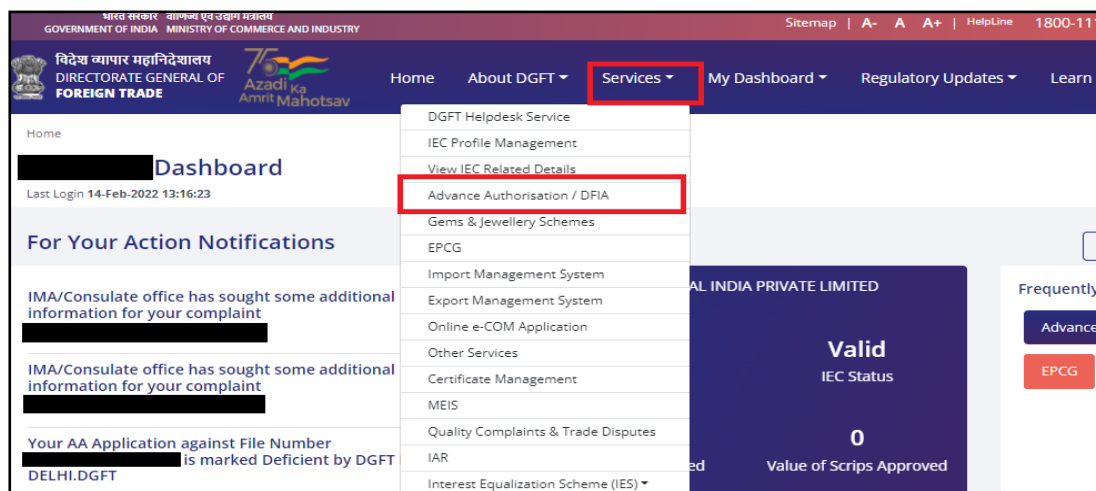 भारत सरकार वाणिज्य एवं उद्योग मंत्रालय
GOVERNMENT OF INDIA MINISTRY OF COMMERCE AND INDUSTRY
Sitemap | A- A A+ | HelpLine 1800-11
विदेश व्यापार महानिदेशालय
DIRECTORATE GENERAL OF
FOREIGN TRADE
75
Azadi Ka
Amrit Mahotsav
Home About DGFT Services My Dashboard Regulatory Updates Learn
Home
Dashboard
Last Login 14-Feb-2022 13:16:23
DGFT Helpdesk Service
IEC Profile Management
View IEC Related Details
Advance Authorisation / DFIA
Gems & Jewellery Schemes
EPCG
Import Management System
Export Management System
Online e-COM Application
Other Services
Certificate Management
MEIS
Quality Complaints & Trade Disputes
IAR
Interest Equalization Scheme (IES)
For Your Action Notifications
IMA/Consulate office has sought some additional
information for your complaint
IMA/Consulate office has sought some additional
information for your complaint
Your AA Application against File Number
is marked Deficient by DGFT
DELHI.DGFT
AL INDIA PRIVATE LIMITED
Valid
IEC Status
0
ed Value of Scrips Approved
Frequently
Advance
EPCG